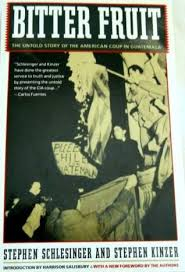 BITTER FRUIT
THE UNTOLD STORY OF THE AMERICAN COUP IN GUATEMALA
"Schlesinger and Kinzer
have done the greatest
service to truth and justice
by presenting the untold
story of the CIA coup..."
—Carlos Fuentes
STEPHEN SCHLESINGER AND STEPHEN KINZER
INTRODUCTION BY HARRISON SALISBURY • WITH A NEW FOREWORD BY THE AUTHORS